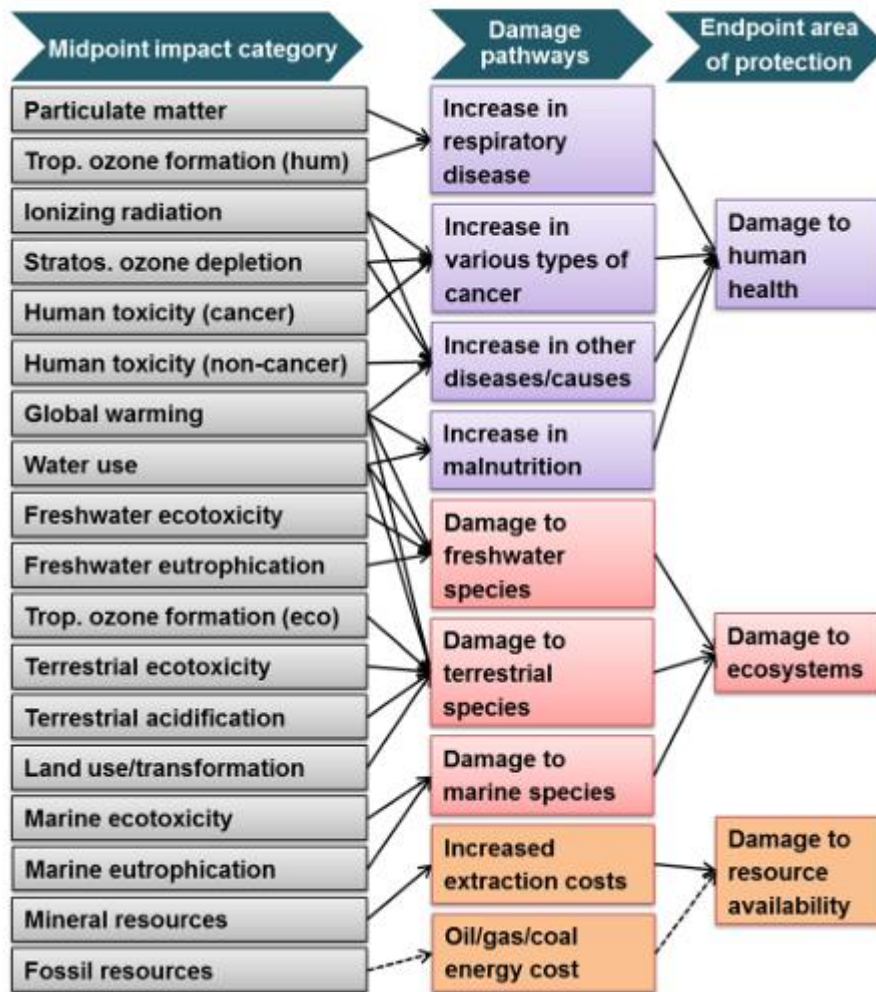 Midpoint impact category
Damage
pathways
Endpoint area
of protection
Particulate matter
Trop. ozone formation (hum)
Ionizing radiation
Stratos. ozone depletion
Human toxicity (cancer)
Human toxicity (non-cancer)
Global warming
Water use
Freshwater ecotoxicity
Freshwater eutrophication
Trop. ozone formation (eco)
Terrestrial ecotoxicity
Terrestrial acidification
Land use/transformation
Marine ecotoxicity
Marine eutrophication
Mineral resources
Fossil resources
Increase in
respiratory
disease
Increase in
various types of
cancer
Increase in other
diseases/causes
Increase in
malnutrition
Damage to
freshwater
species
Damage to
terrestrial
species
Damage to
marine species
Increased
extraction costs
Oil/gas/coal
energy cost
Damage to
human
health
Damage to
ecosystems
Damage to
resource
availability